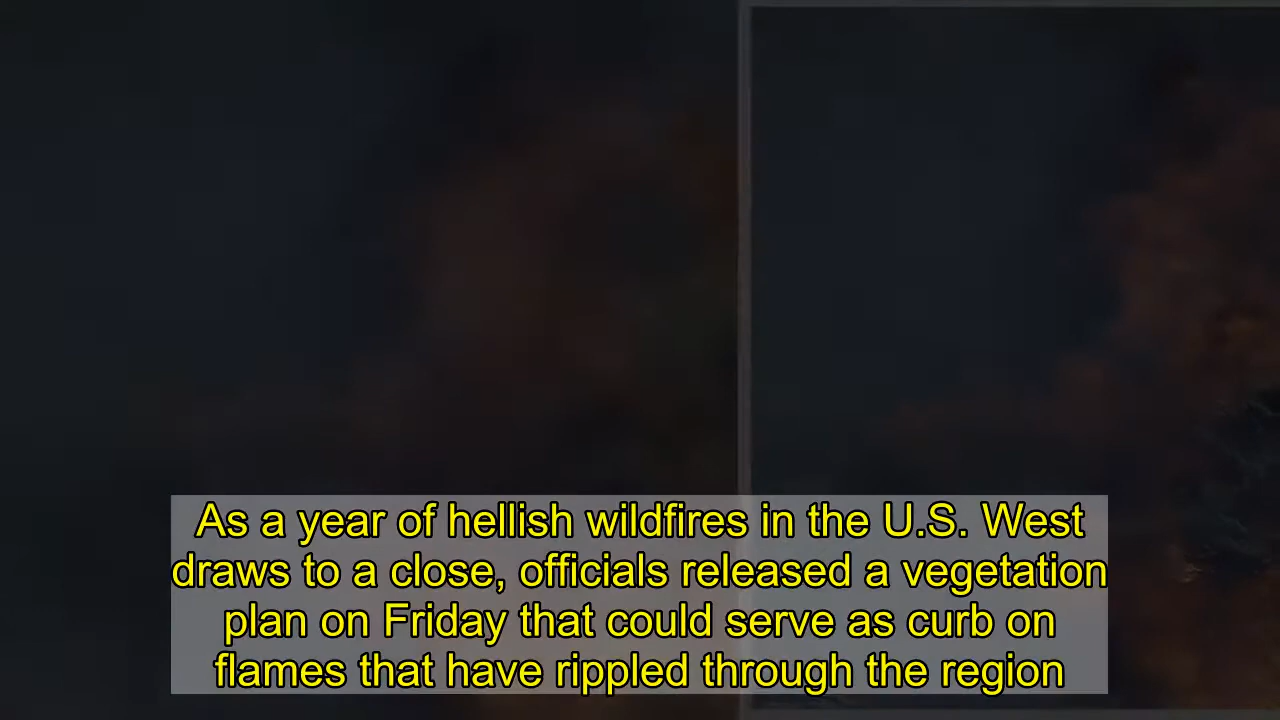 As a year of hellish wildfires in the U.S. West
draws to a close, officials released a vegetation
plan on Friday that could serve as curb on
flames that have rippled through the region